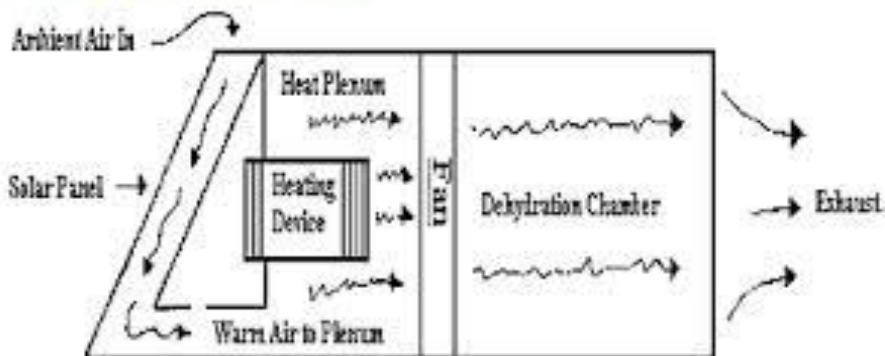 Ambient Air In
Heat Plenum
Solar Panel
Heating
Device
Fan
Dehydration Chamber
Exhaust
Warm Air to Plenum